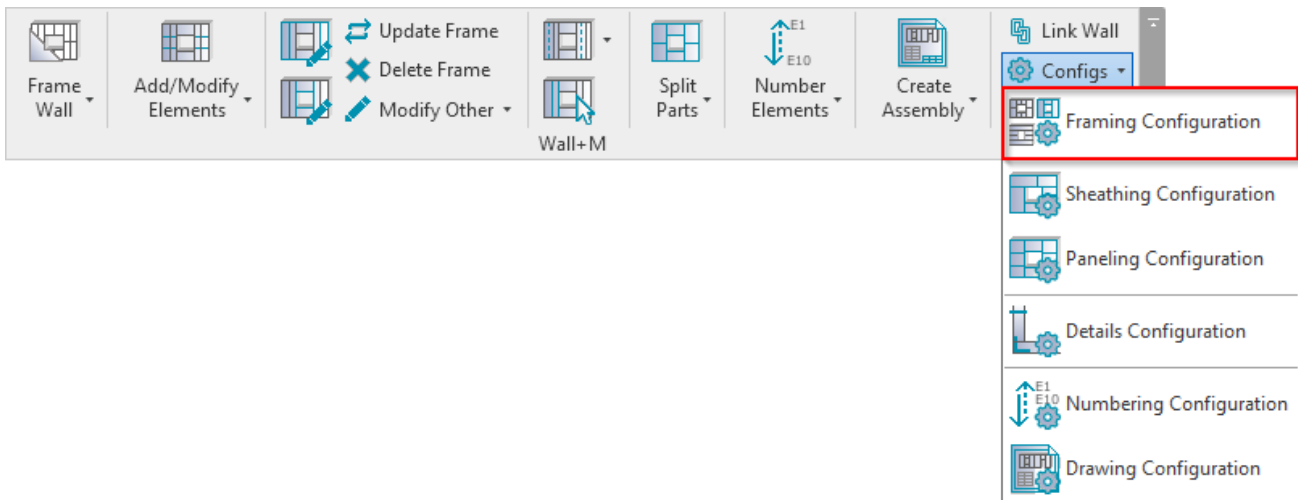 Frame
Wall
Add/Modify
Elements
Update Frame
Delete Frame
Modify Other
Wall+M
Split
Parts
E1
E10
Number
Elements
Create
Assembly
Link Wall
Configs
Framing Configuration
Sheathing Configuration
Paneling Configuration
Details Configuration
E1
E10
Numbering Configuration
Drawing Configuration